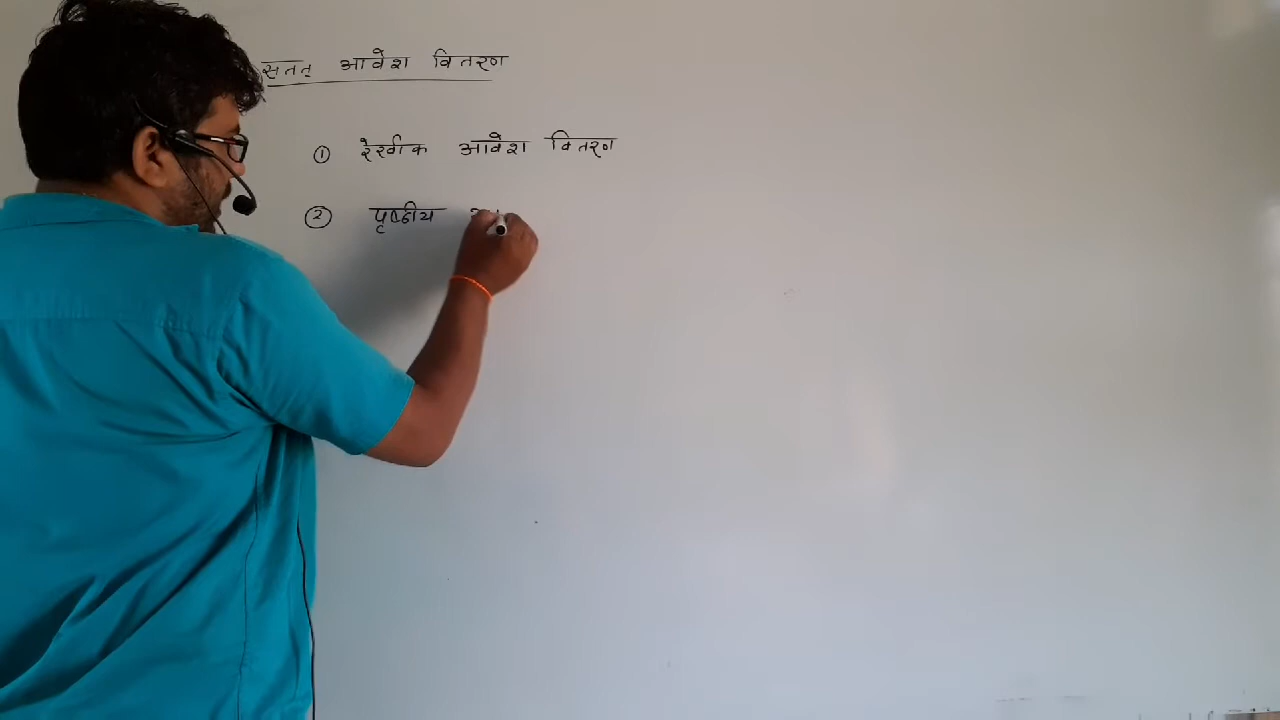 सतत् आवेश वितरण
① रेखीक आवेश वितरण
② पृष्ठीय